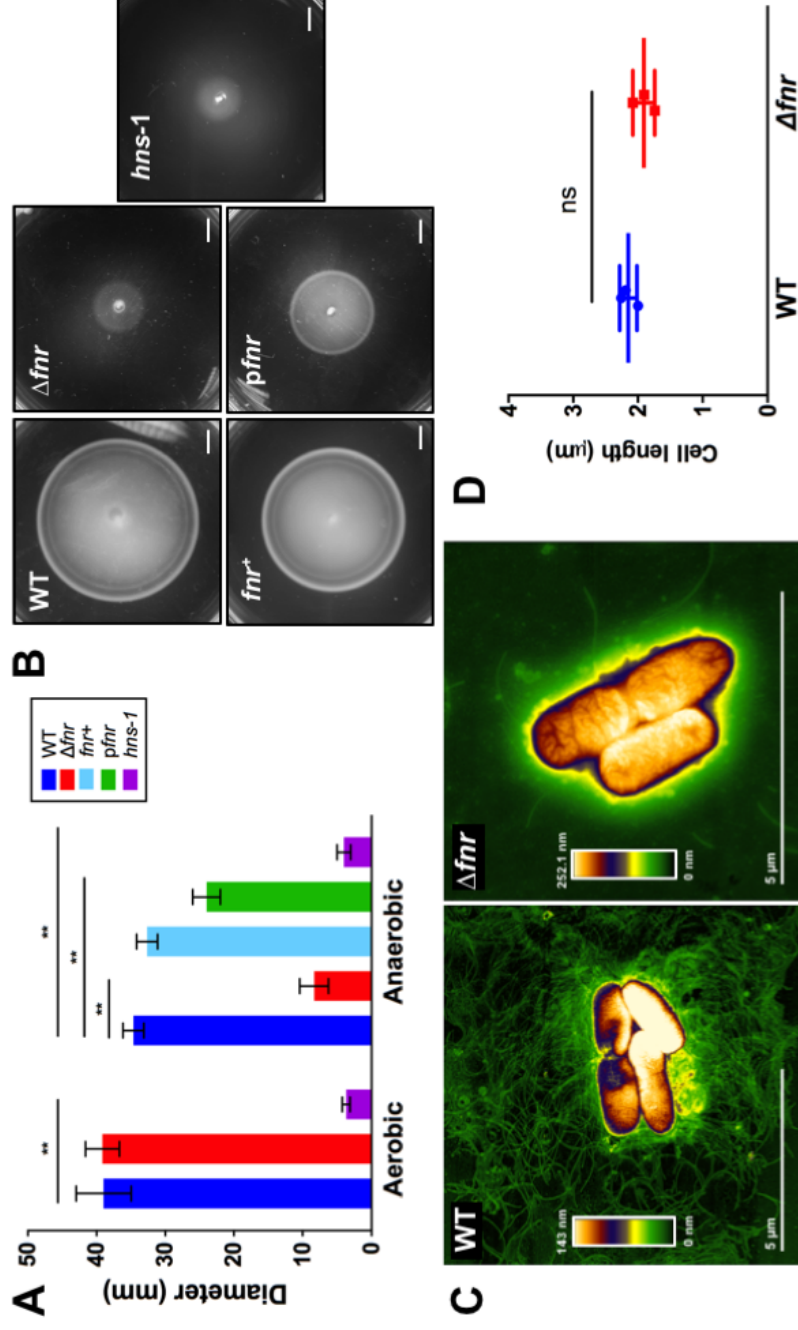 A
Diameter (mm)
50
40
30
20
10
0
**
**
**
**
Aerobic
Anaerobic
WT
Δfnr
fnr+
pfnr
hns-1
B
WT
Δfnr
hns-1
fnr+
pfnr
C
WT
143 nm
0 nm
5 μm
Δfnr
252.1 nm
0 nm
5 μm
D
Cell length (μm)
4
3
2
1
0
ns
WT
Δfnr